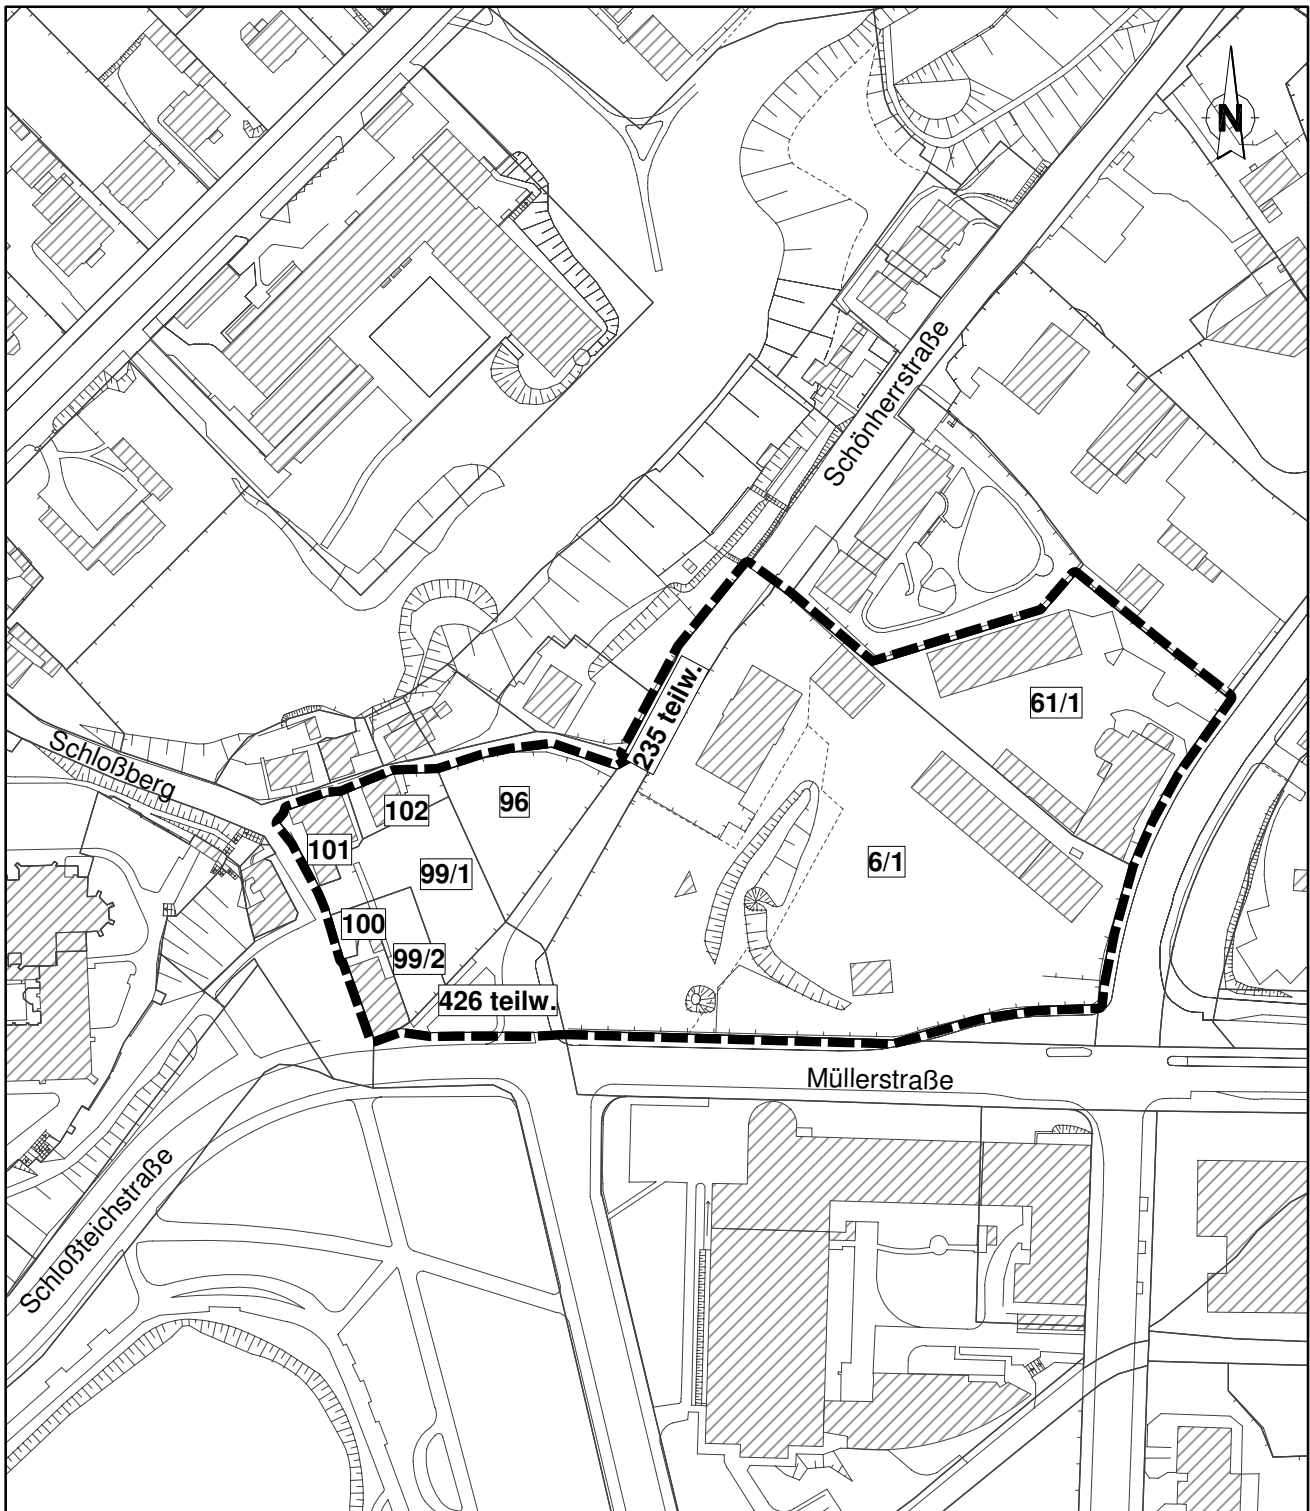 N
Schönherrstraße
235 teilw.
61/1
Schloßberg
96
102
101
6/1
99/1
100
99/2
426 teilw.
Müllerstraße
Schloßteichstraße